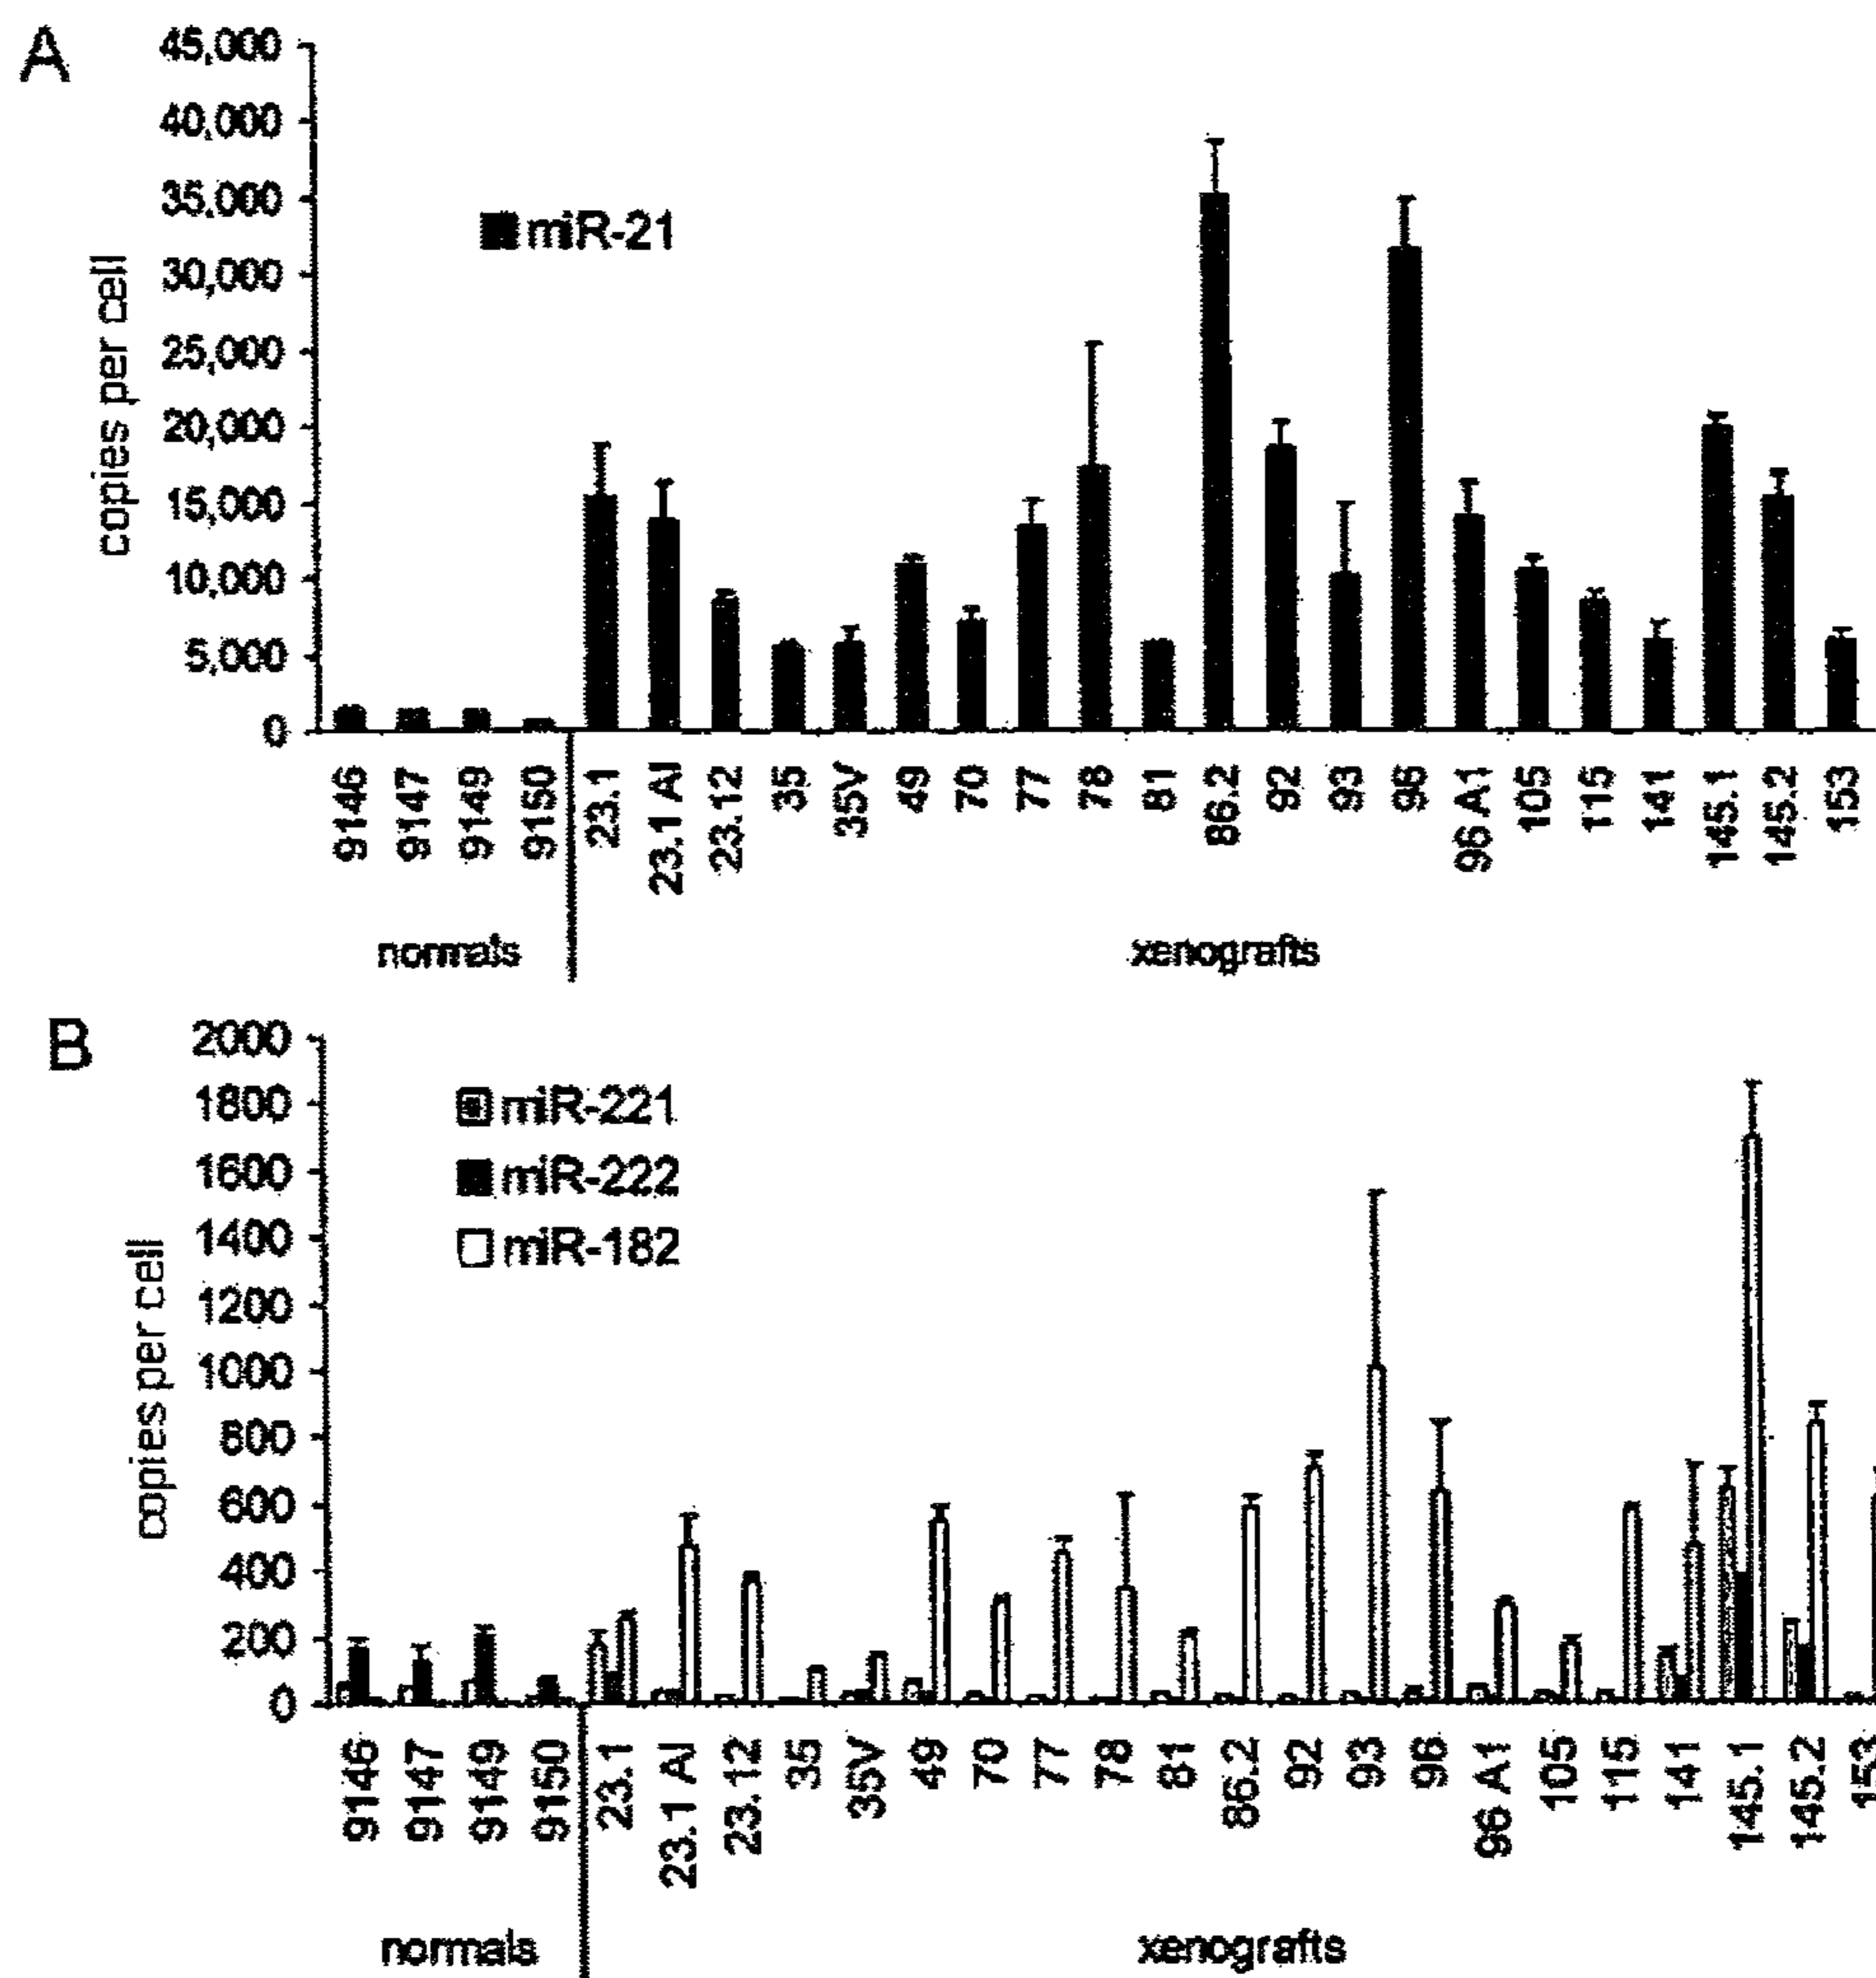 A
45,000
40,000
35,000
30,000
25,000
20,000
15,000
10,000
5,000
0
copies per cell
miR-21
9146 9147 9149 9150 23.1 23.1 AI 23.12 35 35V 49 70 77 78 81 86.2 92 93 96 96 A1 105 115 141 145.1 145.2 153
normals xenografts
B
2000
1800
1600
1400
1200
1000
800
600
400
200
0
copies per cell
miR-221
miR-222
miR-182
9146 9147 9149 9150 23.1 23.1 AI 23.12 35 35V 49 70 77 78 81 86.2 92 93 96 96 A1 105 115 141 145.1 145.2 153
normals xenografts